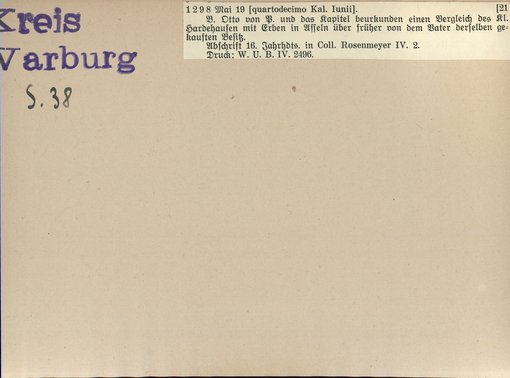 Kreis
Warburg
S. 38
1298 Mai 19 [quartodecimo Kal. Iunii]. [21
B. Otto von P. und das Kapitel beurkunden einen Vergleich des Kl.
Hardehausen mit Erben in Asseln über früher von dem Vater derselben ge-
kauften Besitz.
Abschrift 16. Jahrhdts. in Coll. Rosenmeyer IV. 2.
Druck: W. U. B. IV. 2496.